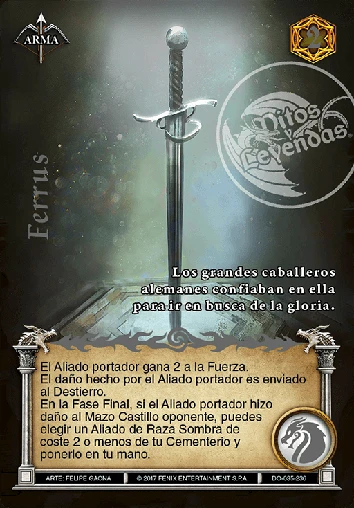 ARMA
Mitos
y
Leyendas
Ferrus
Los grandes caballeros
alemanes confiaban en ella
para ir en busca de la gloria.
El Aliado portador gana 2 a la Fuerza.
El daño hecho por el Aliado portador es enviado
al Destierro.
En la Fase Final, si el Aliado portador hizo
daño al Mazo Castillo oponente, puedes
elegir un Aliado de Raza Sombra de
coste 2 o menos de tu Cementerio y
ponerlo en tu mano.
ARTE: FELIPE GAONA
© 2017 FENIX ENTERTAINMENT S.P.A.
DO-035-230